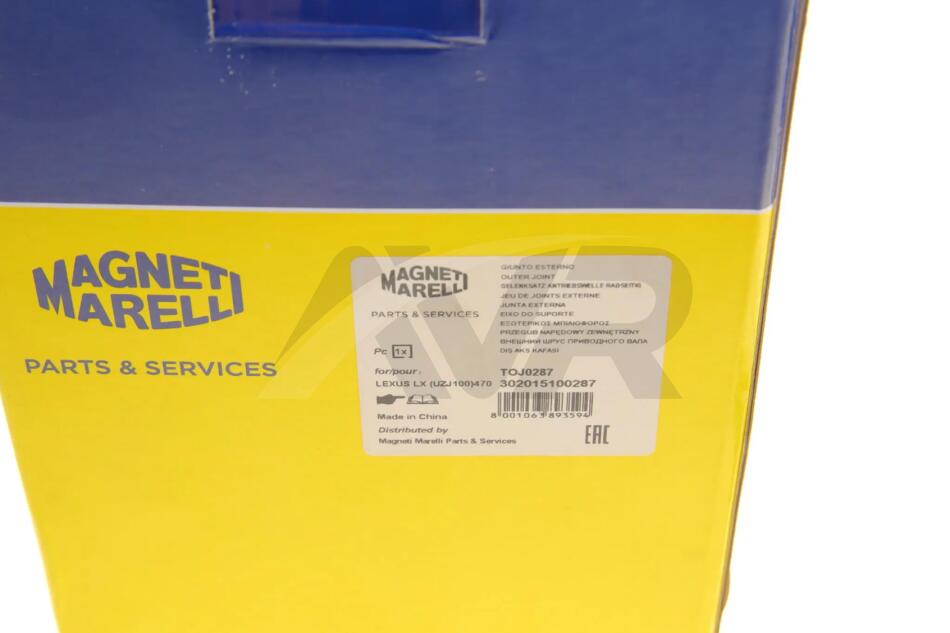 MAGNETI
MARELLI
PARTS & SERVICES
MAGNETI
MARELLI
PARTS & SERVICES
Pc 1x
for/pour:
LEXUS LX (UZJ100)470
Made in China
Distributed by
Magneti Marelli Parts & Services
GIUNTO ESTERNO
OUTER JOINT
GELENKSATZ ANTRIEBSWELLE RADSEITIG
JEU DE JOINTS EXTERNE
JUNTA EXTERNA
EIXO DO SUPORTE
ΕΞΩΤΕΡΙΚΟΣ ΜΠΙΛΙΟΦΟΡΟΣ
PRZEGUB NAPĘDOWY ZEWNĘTRZNY
ВНЕШНИЙ ШРУС ПРИВОДНОГО ВАЛА
DIŞ AKS KAFASI
TOJ0287
302015100287
8 001063 893594
EAC
AVR